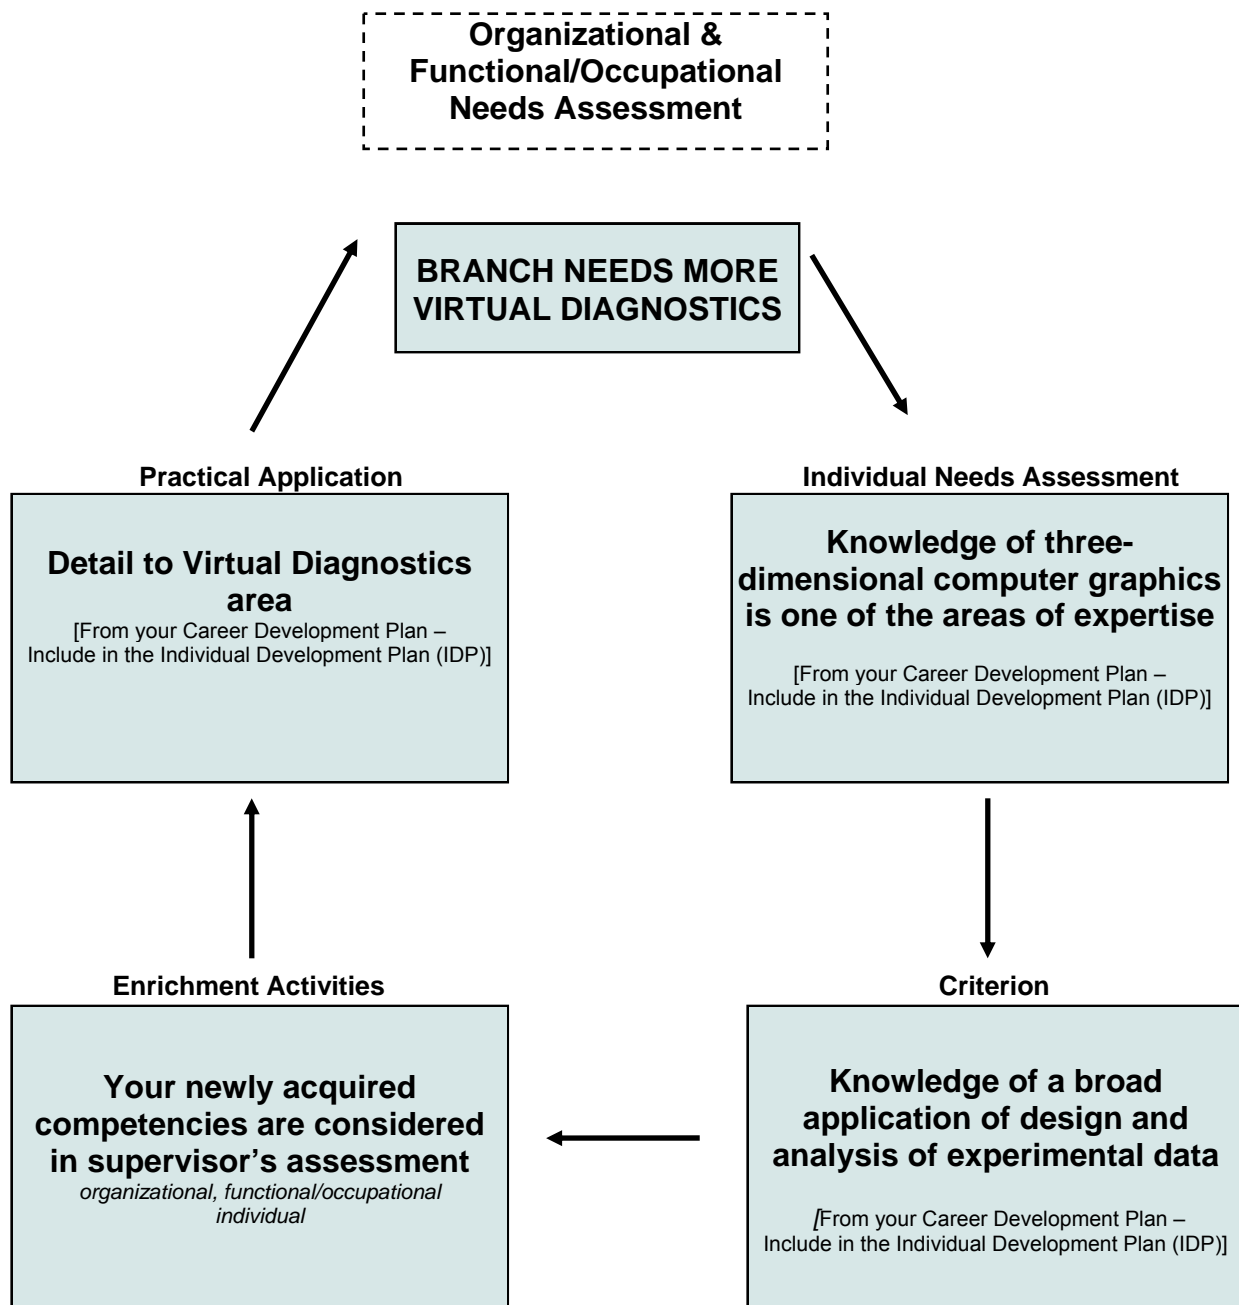 Organizational &
Functional/Occupational
Needs Assessment
BRANCH NEEDS MORE
VIRTUAL DIAGNOSTICS
Practical Application
Detail to Virtual Diagnostics
area
[From your Career Development Plan –
Include in the Individual Development Plan (IDP)]
Individual Needs Assessment
Knowledge of three-
dimensional computer graphics
is one of the areas of expertise
[From your Career Development Plan –
Include in the Individual Development Plan (IDP)]
Enrichment Activities
Your newly acquired
competencies are considered
in supervisor’s assessment
organizational, functional/occupational
individual
Criterion
Knowledge of a broad
application of design and
analysis of experimental data
[From your Career Development Plan –
Include in the Individual Development Plan (IDP)]